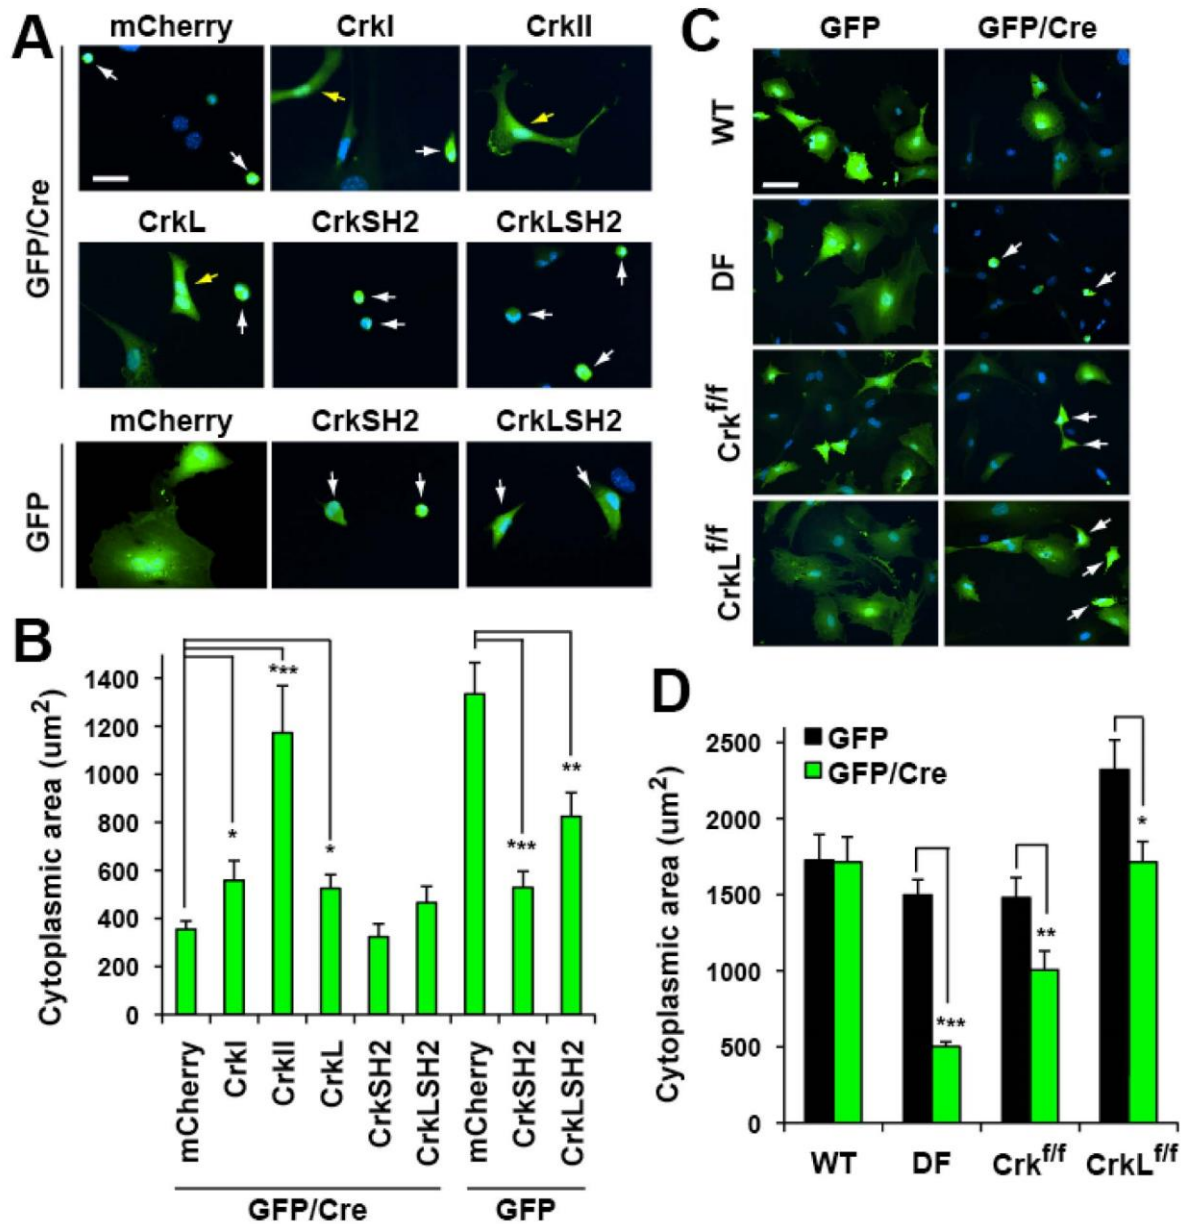 A
mCherry CrkI CrkII
GFP/Cre
CrkL CrkSH2 CrkLSH2
mCherry CrkSH2 CrkLSH2
GFP
B
Cytoplasmic area (um2)
1400
1200
1000
800
600
400
200
0
* *** * *** **
mCherry
CrkI
CrkII
CrkL
CrkSH2
CrkLSH2
mCherry
CrkSH2
CrkLSH2
GFP/Cre GFP
C
GFP GFP/Cre
WT
DF
Crkf/f
CrkLf/f
D
Cytoplasmic area (um2)
2500
2000
1500
1000
500
0
GFP
GFP/Cre
*** ** *
WT DF Crkf/f CrkLf/f